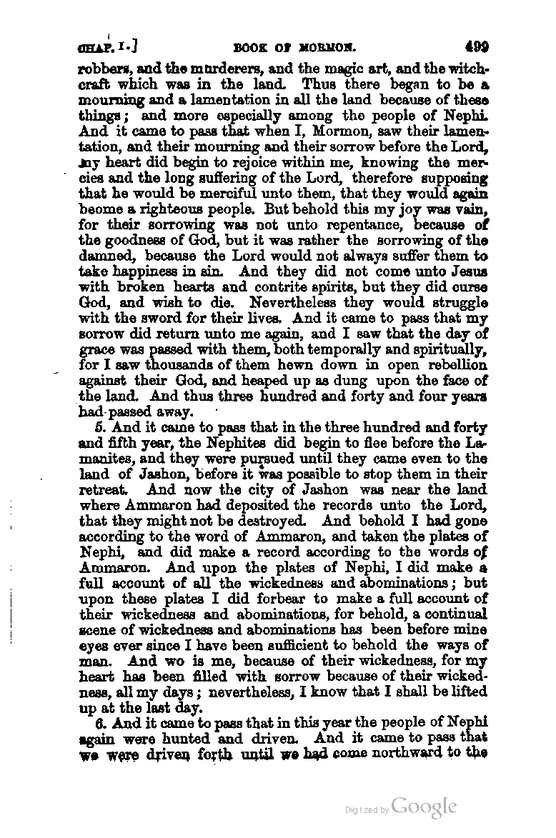 CHAP. I.] BOOK OF MORMON. 499
robbers, and the murderers, and the magic art, and the witch-
craft which was in the land. Thus there began to be a
mourning and a lamentation in all the land because of these
things; and more especially among the people of Nephi.
And it came to pass that when I, Mormon, saw their lamen-
tation, and their mourning and their sorrow before the Lord,
my heart did begin to rejoice within me, knowing the mer-
cies and the long suffering of the Lord, therefore supposing
that he would be merciful unto them, that they would again
beome a righteous people. But behold this my joy was vain,
for their sorrowing was not unto repentance, because of
the goodness of God, but it was rather the sorrowing of the
damned, because the Lord would not always suffer them to
take happiness in sin. And they did not come unto Jesus
with broken hearts and contrite spirits, but they did curse
God, and wish to die. Nevertheless they would struggle
with the sword for their lives. And it came to pass that my
sorrow did return unto me again, and I saw that the day of
grace was passed with them, both temporally and spiritually,
for I saw thousands of them hewn down in open rebellion
against their God, and heaped up as dung upon the face of
the land. And thus three hundred and forty and four years
had passed away.
5. And it came to pass that in the three hundred and forty
and fifth year, the Nephites did begin to flee before the La-
manites, and they were pursued until they came even to the
land of Jashon, before it was possible to stop them in their
retreat. And now the city of Jashon was near the land
where Ammaron had deposited the records unto the Lord,
that they might not be destroyed. And behold I had gone
according to the word of Ammaron, and taken the plates of
Nephi, and did make a record according to the words of
Ammaron. And upon the plates of Nephi, I did make a
full account of all the wickedness and abominations; but
upon these plates I did forbear to make a full account of
their wickedness and abominations, for behold, a continual
scene of wickedness and abominations has been before mine
eyes ever since I have been sufficient to behold the ways of
man. And wo is me, because of their wickedness, for my
heart has been filled with sorrow because of their wicked-
ness, all my days; nevertheless, I know that I shall be lifted
up at the last day.
6. And it came to pass that in this year the people of Nephi
again were hunted and driven. And it came to pass that
we were driven forth until we had come northward to the
Digitized by Google